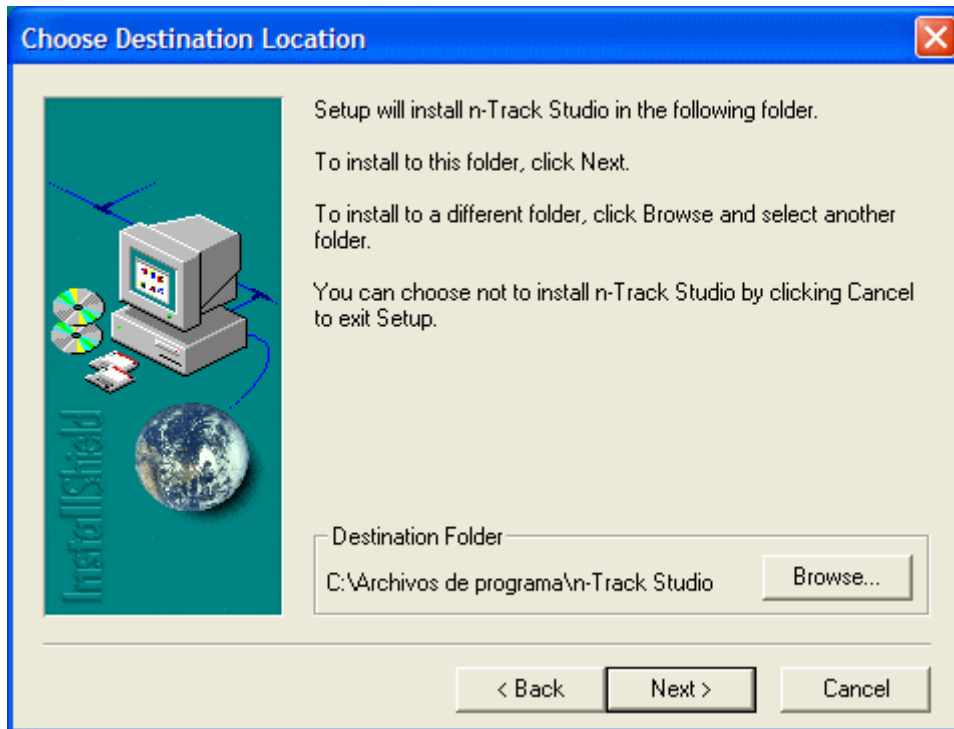 Choose Destination Location
Setup will install n-Track Studio in the following folder.
To install to this folder, click Next.
To install to a different folder, click Browse and select another
folder.
You can choose not to install n-Track Studio by clicking Cancel
to exit Setup.
InstallShield
Destination Folder
C:\Archivos de programa\n-Track Studio
Browse...
< Back
Next >
Cancel